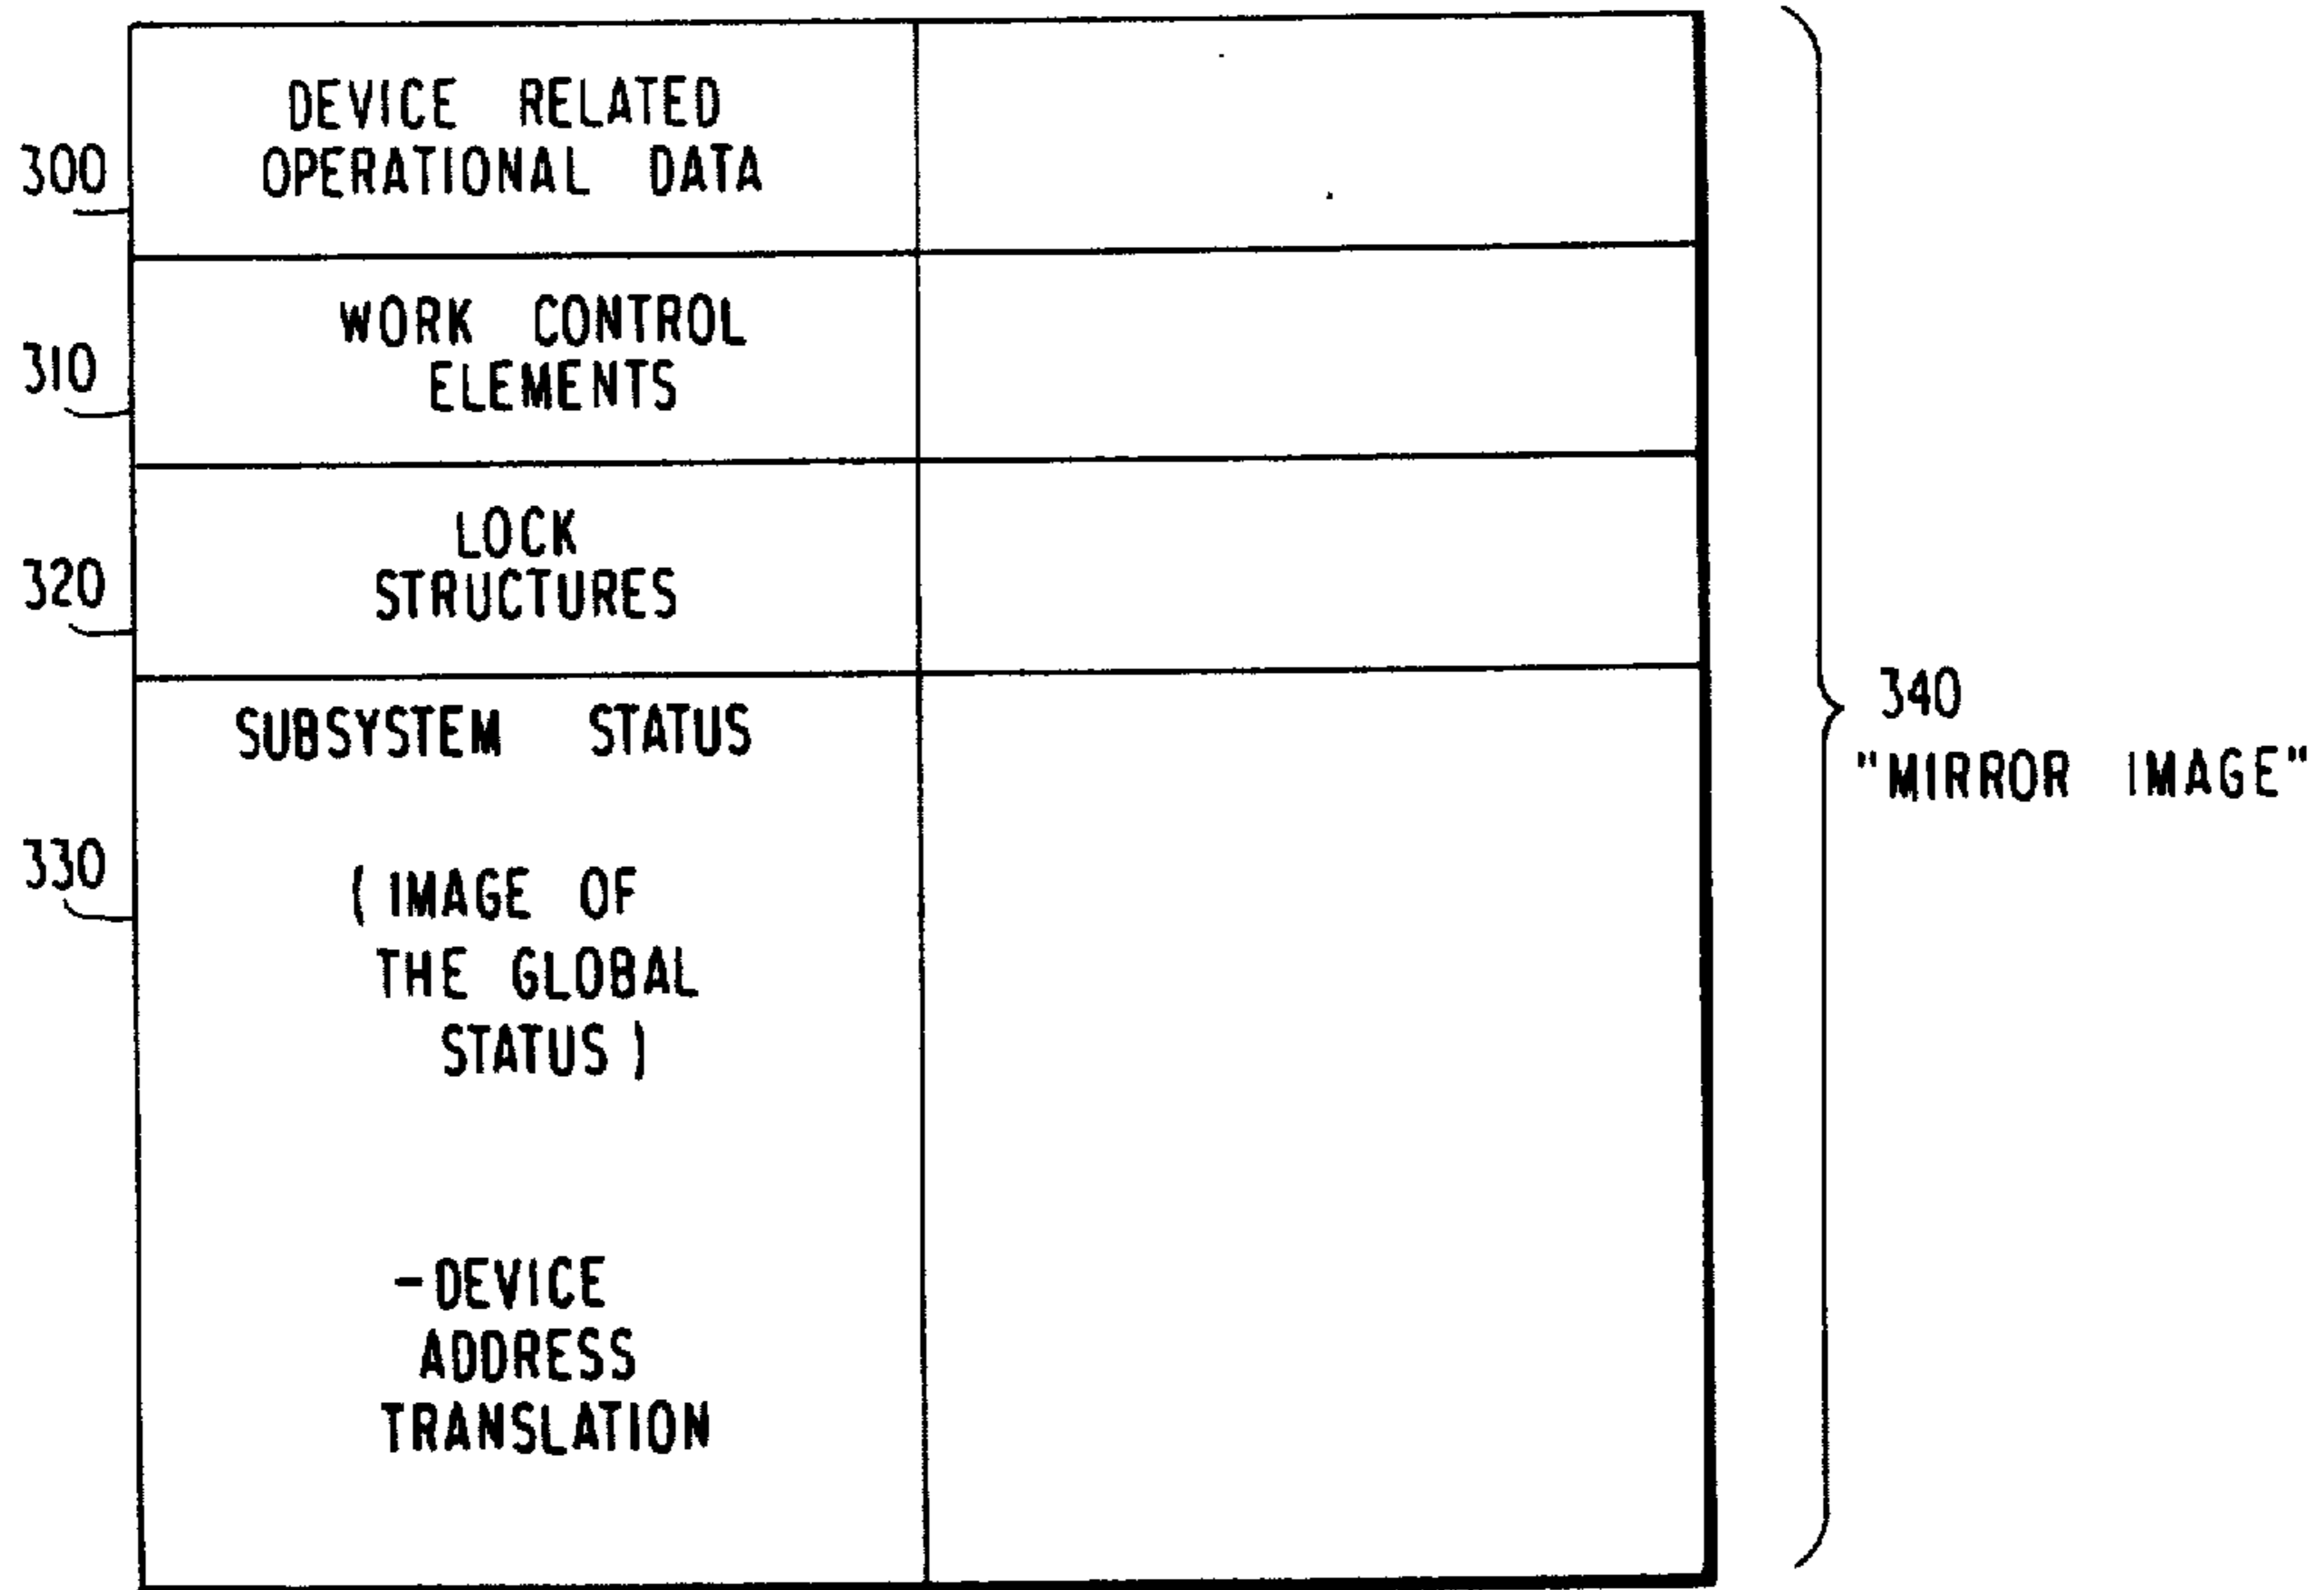 DEVICE RELATED
OPERATIONAL DATA
300
WORK CONTROL
ELEMENTS
310
LOCK
STRUCTURES
320
SUBSYSTEM STATUS
330
(IMAGE OF
THE GLOBAL
STATUS)
-DEVICE
ADDRESS
TRANSLATION
340
"MIRROR IMAGE"